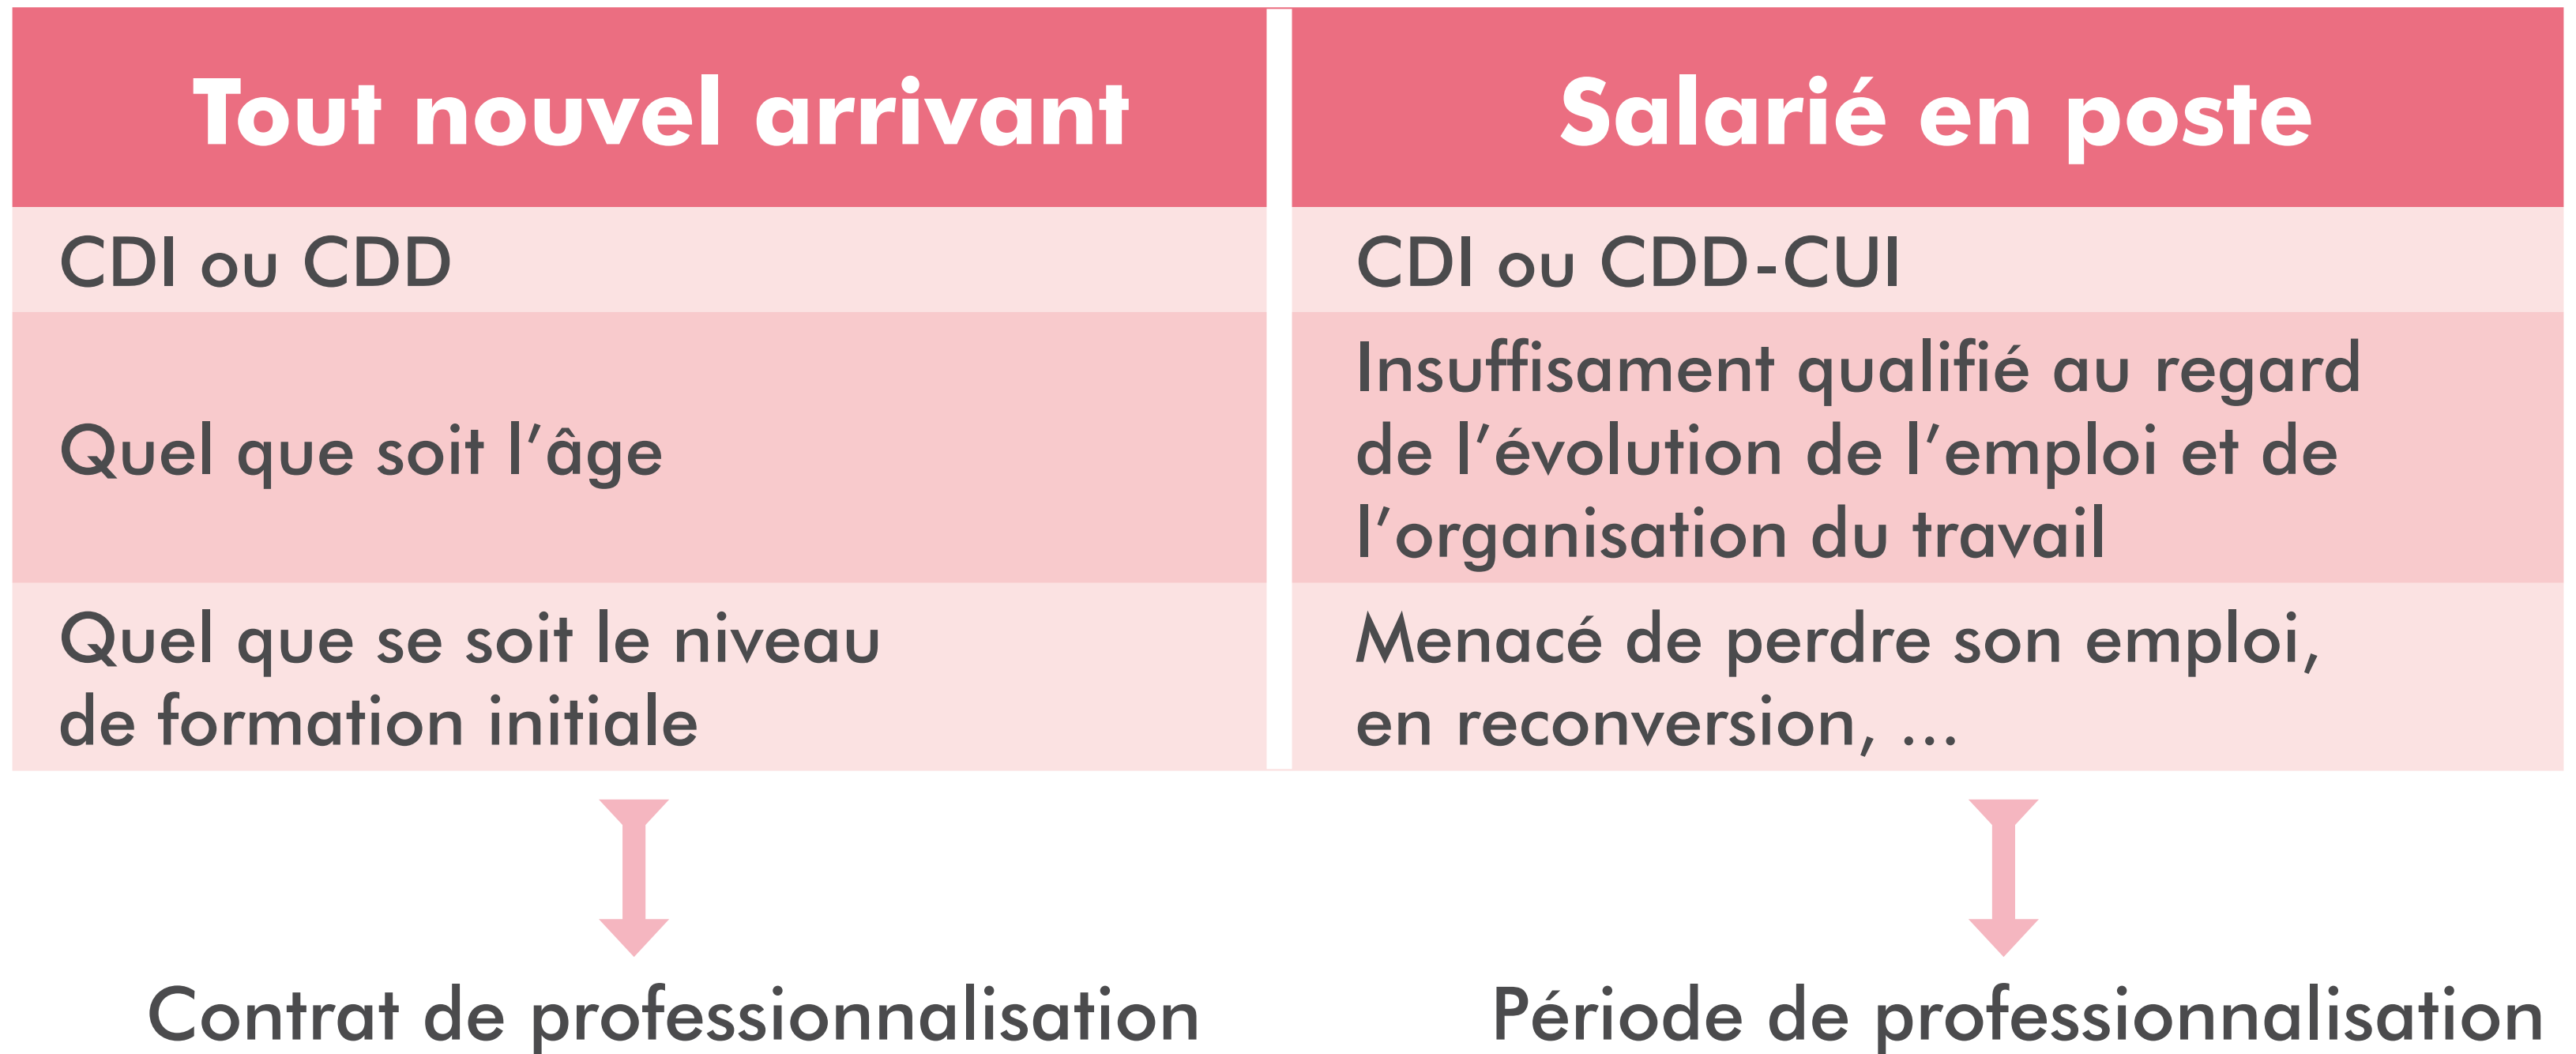 Tout nouvel arrivant
Salarié en poste
CDI ou CDD
CDI ou CDD-CUI
Quel que soit l’âge
Insuffisament qualifié au regard
de l’évolution de l’emploi et de
l’organisation du travail
Quel que se soit le niveau
de formation initiale
Menacé de perdre son emploi,
en reconversion, ...
Contrat de professionnalisation
Période de professionnalisation